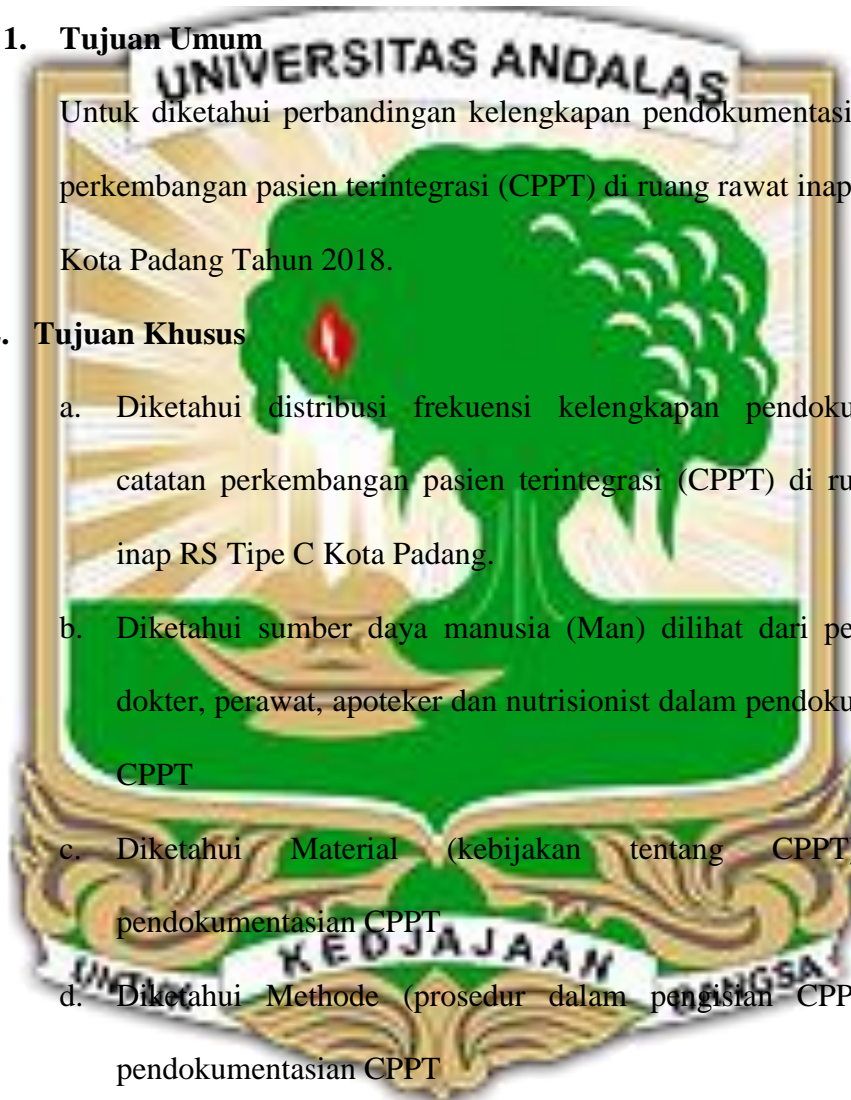 1. Tujuan Umum
UNIVERSITAS ANDALAS
Untuk diketahui perbandingan kelengkapan pendokumentasi
perkembangan pasien terintegrasi (CPPT) di ruang rawat inap
Kota Padang Tahun 2018.
. Tujuan Khusus
a. Diketahui distribusi frekuensi kelengkapan pendoku
catatan perkembangan pasien terintegrasi (CPPT) di ru
inap RS Tipe C Kota Padang.
b. Diketahui sumber daya manusia (Man) dilihat dari pe
dokter, perawat, apoteker dan nutrisionist dalam pendoku
CPPT
c. Diketahui Material (kebijakan tentang CPPT)
pendokumentasian CPPT
UNTUK KEDJAJAAN BANGSA
d. Diketahui Methode (prosedur dalam pengisian CPP
pendokumentasian CPPT